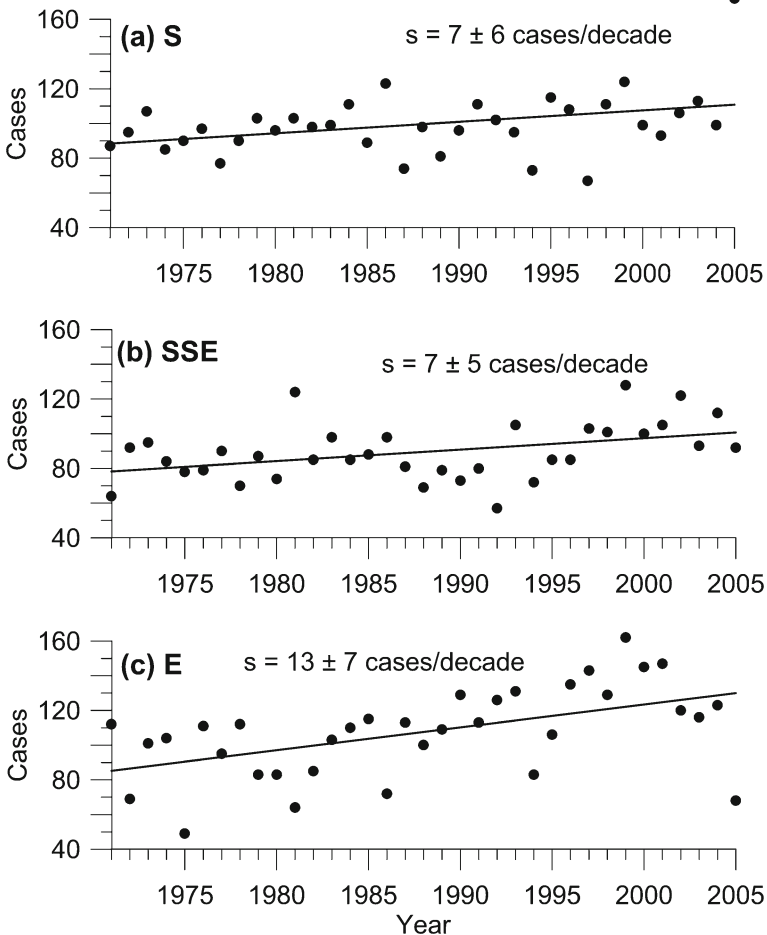 160
(a) S
s = 7 ± 6 cases/decade
120
Cases
80
40
1975 1980 1985 1990 1995 2000 2005
160
(b) SSE
s = 7 ± 5 cases/decade
120
Cases
80
40
1975 1980 1985 1990 1995 2000 2005
160
(c) E
s = 13 ± 7 cases/decade
120
Cases
80
40
1975 1980 1985 1990 1995 2000 2005
Year